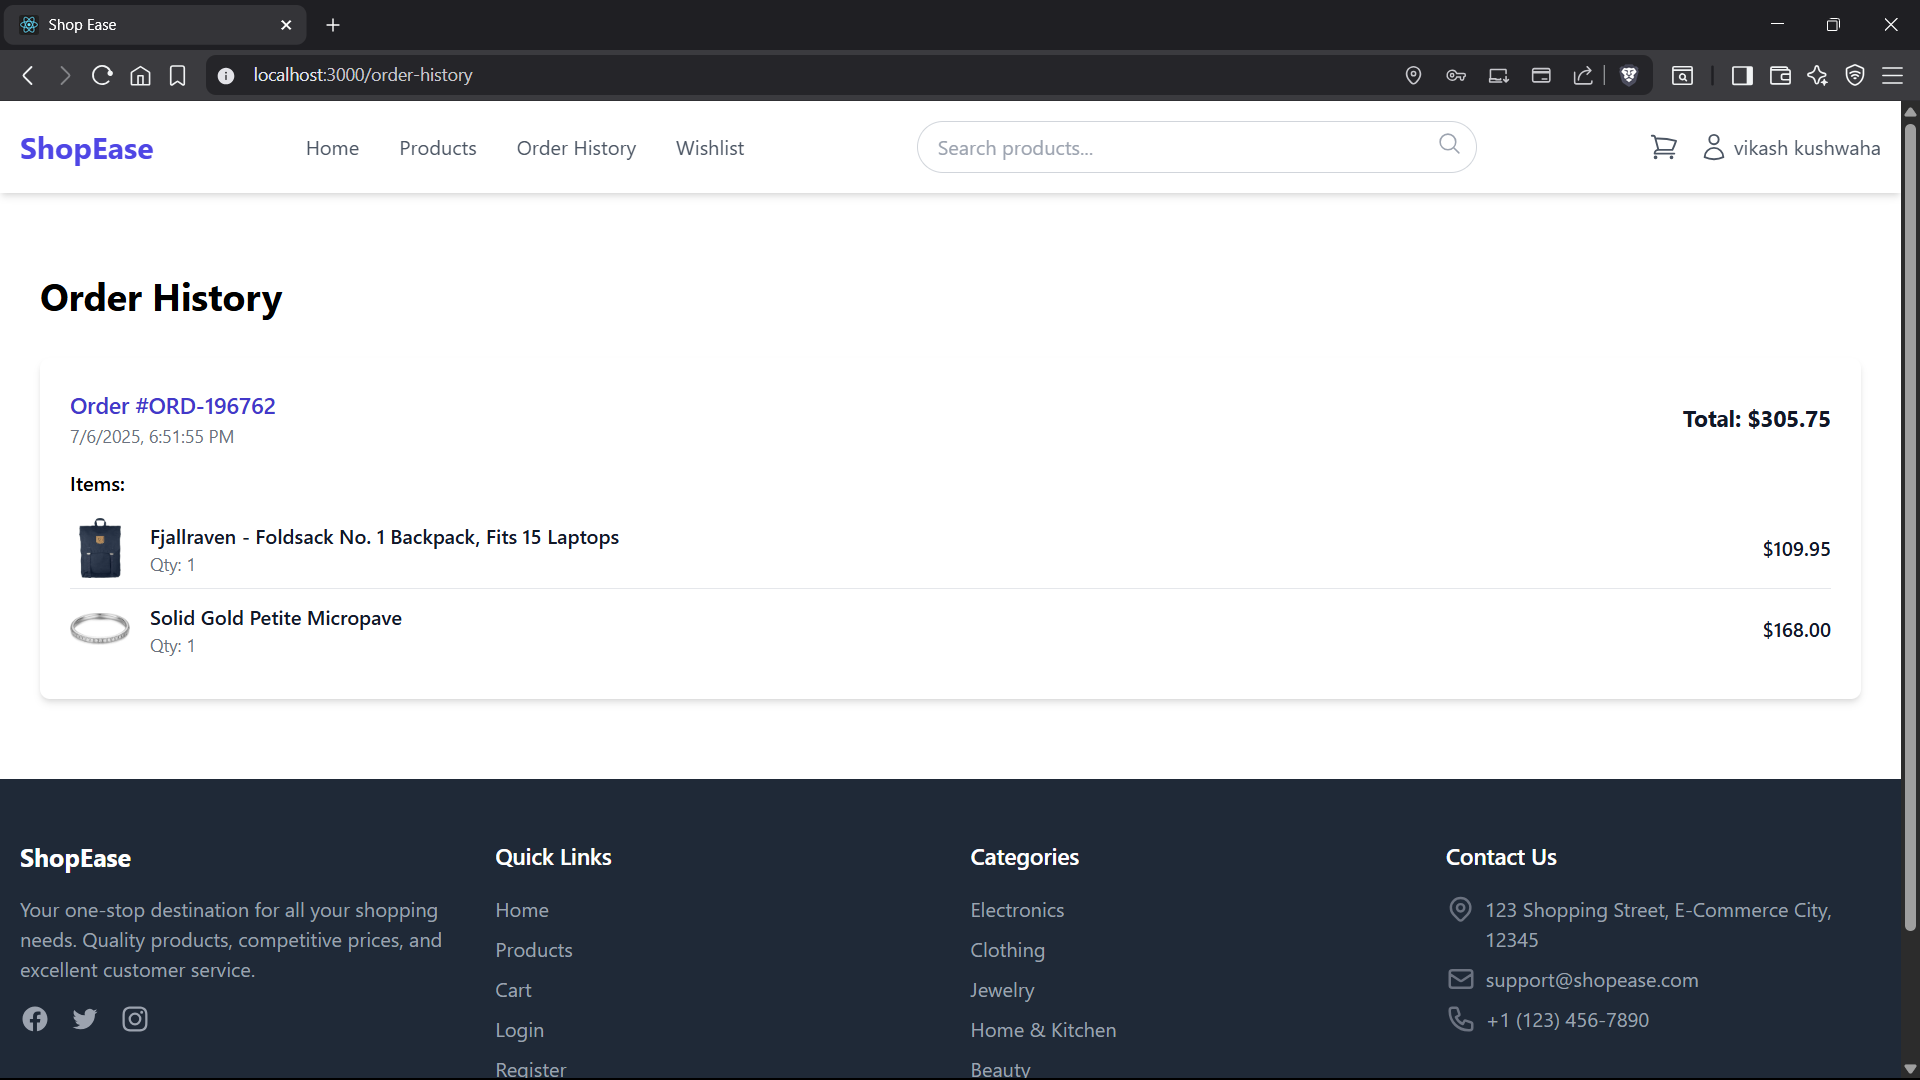 Shop Ease
localhost:3000/order-history
ShopEase
Home
Products
Order History
Wishlist
Search products...
vikash kushwaha
Order History
Order #ORD-196762
7/6/2025, 6:51:55 PM
Total: $305.75
Items:
Fjallraven - Foldsack No. 1 Backpack, Fits 15 Laptops
Qty: 1
$109.95
Solid Gold Petite Micropave
Qty: 1
$168.00
ShopEase
Your one-stop destination for all your shopping
needs. Quality products, competitive prices, and
excellent customer service.
Quick Links
Home
Products
Cart
Login
Register
Categories
Electronics
Clothing
Jewelry
Home & Kitchen
Beauty
Contact Us
123 Shopping Street, E-Commerce City,
12345
support@shopease.com
+1 (123) 456-7890